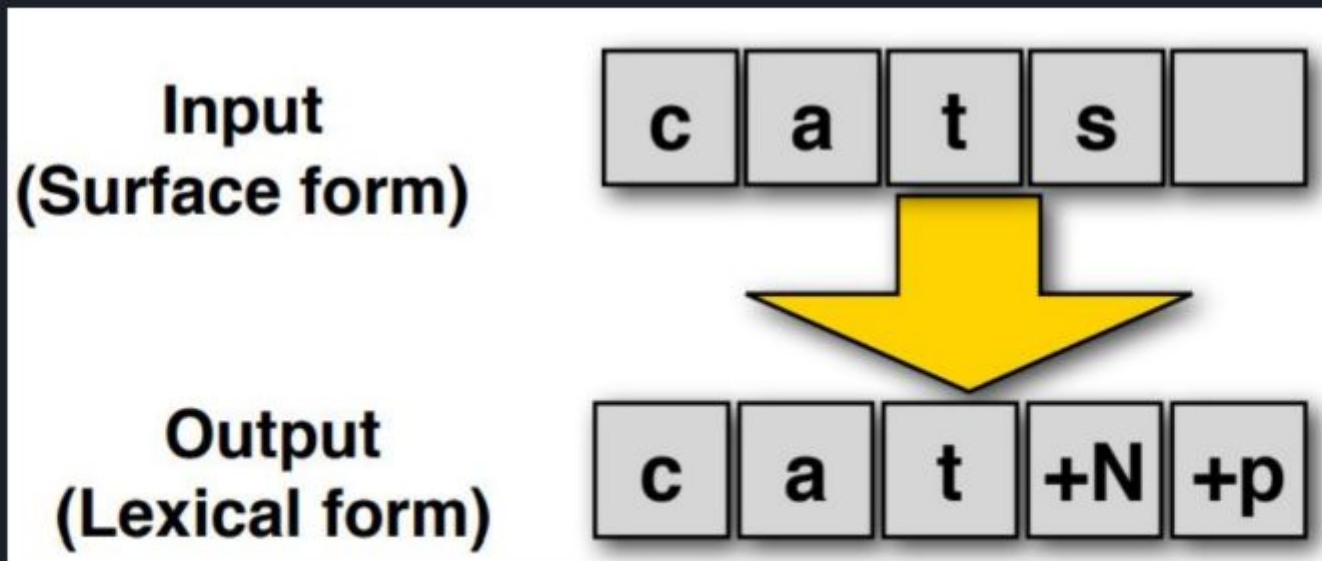 Input
(Surface form)
c a t s
Output
(Lexical form)
c a t +N +p